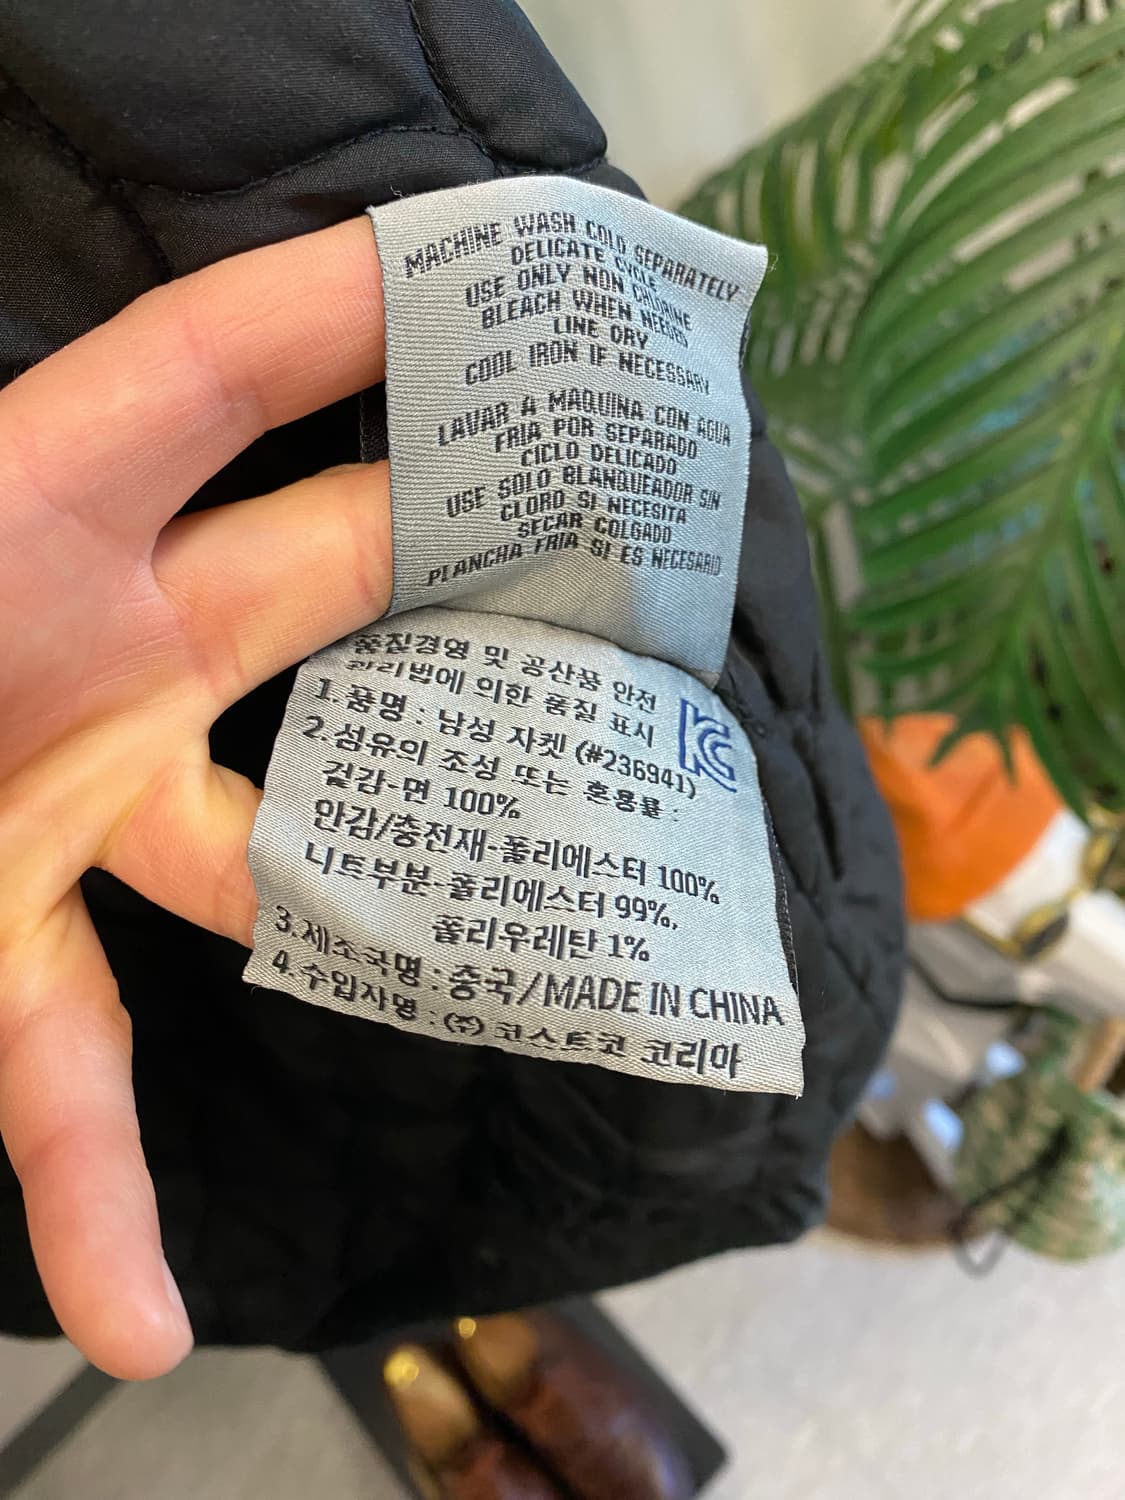 MACHINE WASH COLD SEPARATELY
DELICATE CYCLE
USE ONLY NON CHLORINE
BLEACH WHEN NEEDED
LINE DRY
COOL IRON IF NECESSARY
LAVAR A MAQUINA CON AGUA
FRIA POR SEPARADO
CICLO DELICADO
USE SOLO BLANQUEADOR SIN
CLORO SI NECESITA
SECAR COLGADO
PLANCHA FRIA SI ES NECESARIO
품질경영 및 공산품 안전
관리법에 의한 품질 표시
1.품명 : 남성 자켓 (#236941)
2.섬유의 조성 또는 혼용률 :
겉감-면 100%
안감/충전재-폴리에스터 100%
니트부분-폴리에스터 99%,
폴리우레탄 1%
3.제조국명 : 중국/MADE IN CHINA
4.수입자명 : (주) 코스트코 코리아
KC